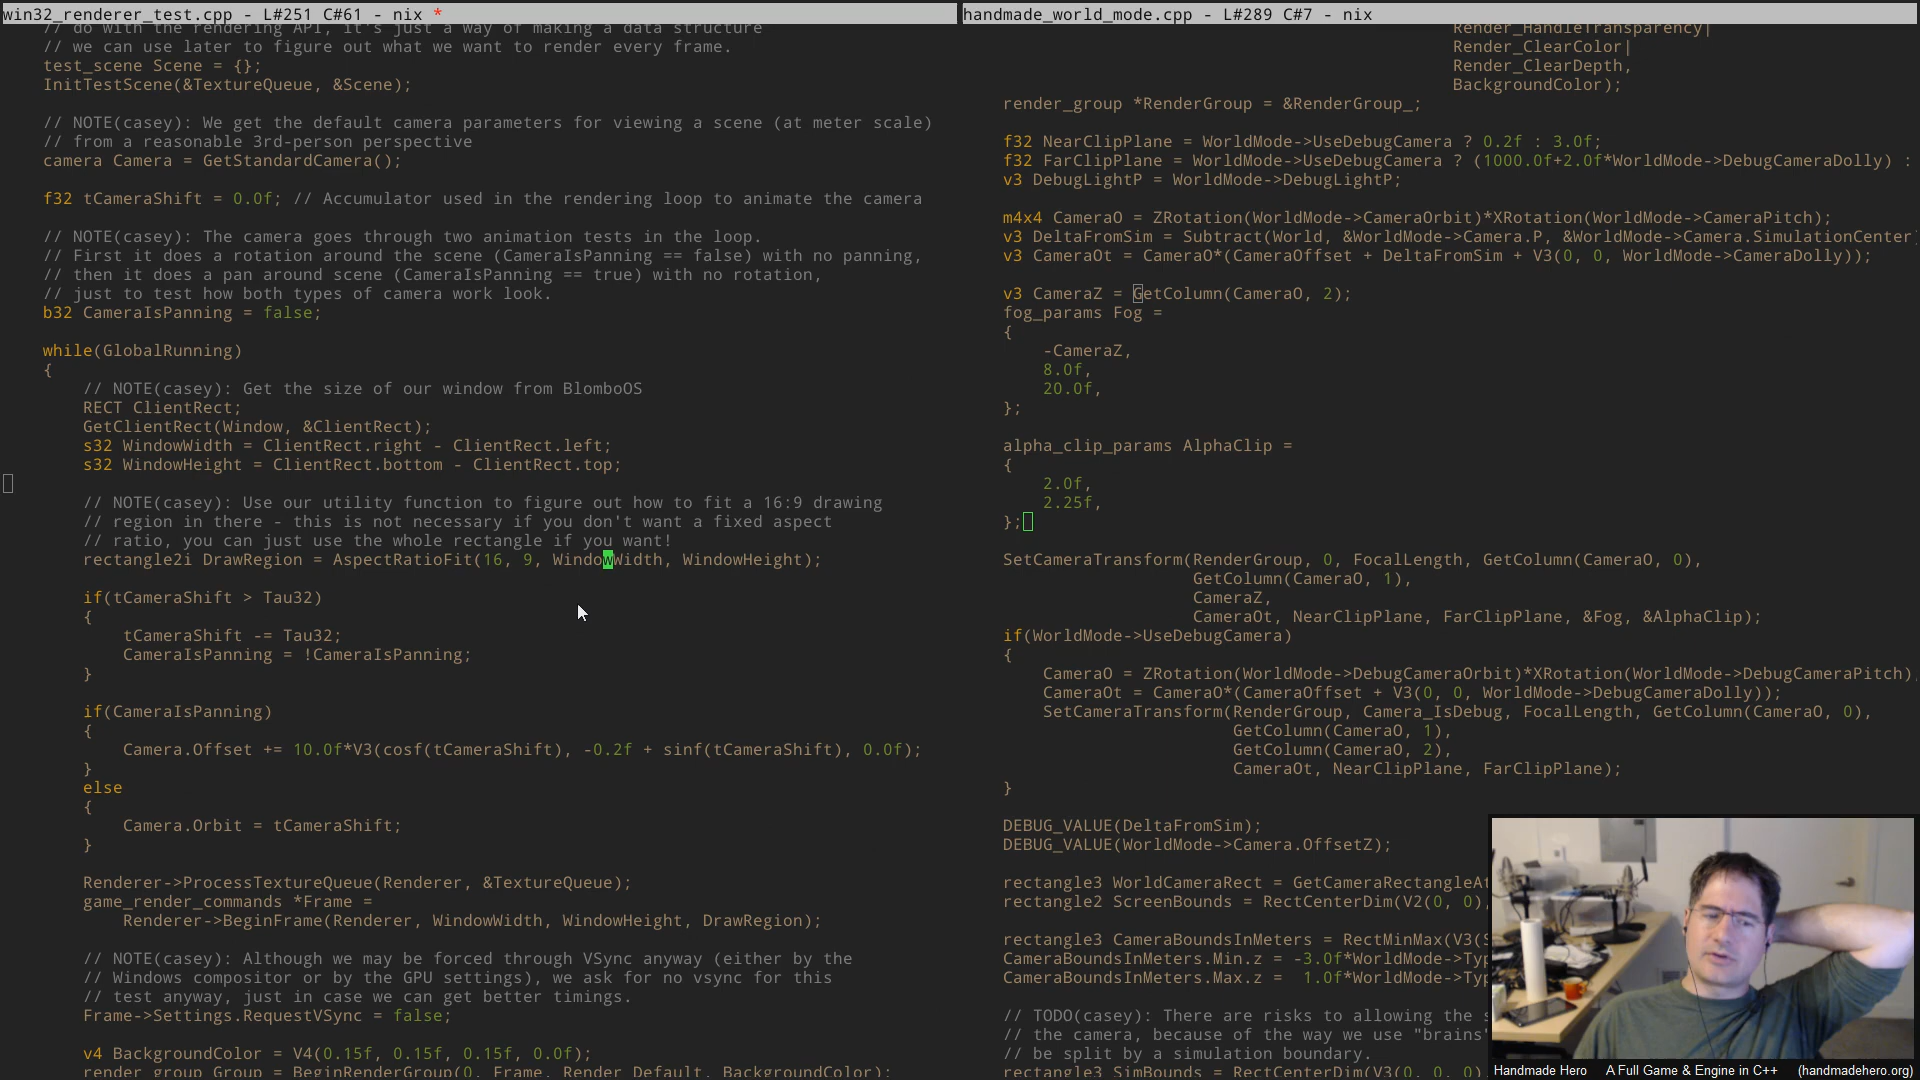 win32_renderer_test.cpp - L#251 C#61 - nix *
// do with the rendering API, it's just a way of making a data structure
// we can use later to figure out what we want to render every frame.
test_scene Scene = {};
InitTestScene(&TextureQueue, &Scene);
// NOTE(casey): We get the default camera parameters for viewing a scene (at meter scale)
// from a reasonable 3rd-person perspective
camera Camera = GetStandardCamera();
f32 tCameraShift = 0.0f; // Accumulator used in the rendering loop to animate the camera
// NOTE(casey): The camera goes through two animation tests in the loop.
// First it does a rotation around the scene (CameraIsPanning == false) with no panning,
// then it does a pan around scene (CameraIsPanning == true) with no rotation,
// just to test how both types of camera work look.
b32 CameraIsPanning = false;
while(GlobalRunning)
{
// NOTE(casey): Get the size of our window from BlomboOS
RECT ClientRect;
GetClientRect(Window, &ClientRect);
s32 WindowWidth = ClientRect.right - ClientRect.left;
s32 WindowHeight = ClientRect.bottom - ClientRect.top;
// NOTE(casey): Use our utility function to figure out how to fit a 16:9 drawing
// region in there - this is not necessary if you don't want a fixed aspect
// ratio, you can just use the whole rectangle if you want!
rectangle2i DrawRegion = AspectRatioFit(16, 9, WindowWidth, WindowHeight);
if(tCameraShift > Tau32)
{
tCameraShift -= Tau32;
CameraIsPanning = !CameraIsPanning;
}
if(CameraIsPanning)
{
Camera.Offset += 10.0f*V3(cosf(tCameraShift), -0.2f + sinf(tCameraShift), 0.0f);
}
else
{
Camera.Orbit = tCameraShift;
}
Renderer->ProcessTextureQueue(Renderer, &TextureQueue);
game_render_commands *Frame =
Renderer->BeginFrame(Renderer, WindowWidth, WindowHeight, DrawRegion);
// NOTE(casey): Although we may be forced through VSync anyway (either by the
// Windows compositor or by the GPU settings), we ask for no vsync for this
// test anyway, just in case we can get better timings.
Frame->Settings.RequestVSync = false;
v4 BackgroundColor = V4(0.15f, 0.15f, 0.15f, 0.0f);
render_group Group = BeginRenderGroup(0, Frame, Render_Default, BackgroundColor);
handmade_world_mode.cpp - L#289 C#7 - nix
Render_HandleTransparency|
Render_ClearColor|
Render_ClearDepth,
BackgroundColor);
render_group *RenderGroup = &RenderGroup_;
f32 NearClipPlane = WorldMode->UseDebugCamera ? 0.2f : 3.0f;
f32 FarClipPlane = WorldMode->UseDebugCamera ? (1000.0f+2.0f*WorldMode->DebugCameraDolly) :
v3 DebugLightP = WorldMode->DebugLightP;
m4x4 CameraO = ZRotation(WorldMode->CameraOrbit)*XRotation(WorldMode->CameraPitch);
v3 DeltaFromSim = Subtract(World, &WorldMode->Camera.P, &WorldMode->Camera.SimulationCenter)
v3 CameraOt = CameraO*(CameraOffset + DeltaFromSim + V3(0, 0, WorldMode->CameraDolly));
v3 CameraZ = GetColumn(CameraO, 2);
fog_params Fog =
{
-CameraZ,
8.0f,
20.0f,
};
alpha_clip_params AlphaClip =
{
2.0f,
2.25f,
};
SetCameraTransform(RenderGroup, 0, FocalLength, GetColumn(CameraO, 0),
GetColumn(CameraO, 1),
CameraZ,
CameraOt, NearClipPlane, FarClipPlane, &Fog, &AlphaClip);
if(WorldMode->UseDebugCamera)
{
CameraO = ZRotation(WorldMode->DebugCameraOrbit)*XRotation(WorldMode->DebugCameraPitch)
CameraOt = CameraO*(CameraOffset + V3(0, 0, WorldMode->DebugCameraDolly));
SetCameraTransform(RenderGroup, Camera_IsDebug, FocalLength, GetColumn(CameraO, 0),
GetColumn(CameraO, 1),
GetColumn(CameraO, 2),
CameraOt, NearClipPlane, FarClipPlane);
}
DEBUG_VALUE(DeltaFromSim);
DEBUG_VALUE(WorldMode->Camera.OffsetZ);
rectangle3 WorldCameraRect = GetCameraRectangleAt
rectangle2 ScreenBounds = RectCenterDim(V2(0, 0),
rectangle3 CameraBoundsInMeters = RectMinMax(V3(S
CameraBoundsInMeters.Min.z = -3.0f*WorldMode->Typ
CameraBoundsInMeters.Max.z = 1.0f*WorldMode->Typ
// TODO(casey): There are risks to allowing the s
// the camera, because of the way we use "brains"
// be split by a simulation boundary.
rectangle3 SimBounds = RectCenterDim(V3(0, 0, 0),
Handmade Hero A Full Game & Engine in C++ (handmadehero.org)